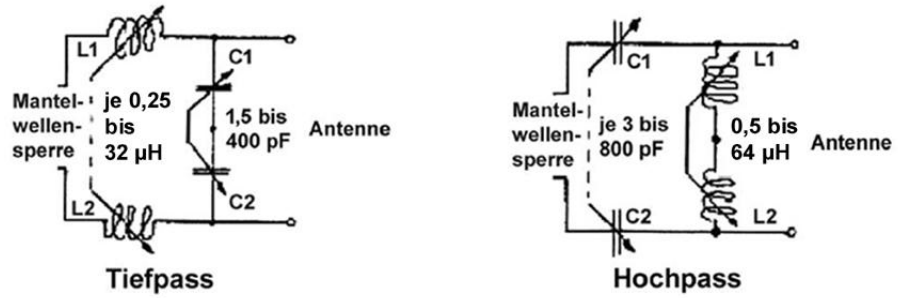 L1
C1
Mantel-
wellen-
sperre
je 0,25
bis
32 µH
1,5 bis
400 pF
Antenne
L2
C2
Tiefpass
C1
L1
Mantel-
wellen-
sperre
je 3 bis
800 pF
0,5 bis
64 µH
Antenne
C2
L2
Hochpass